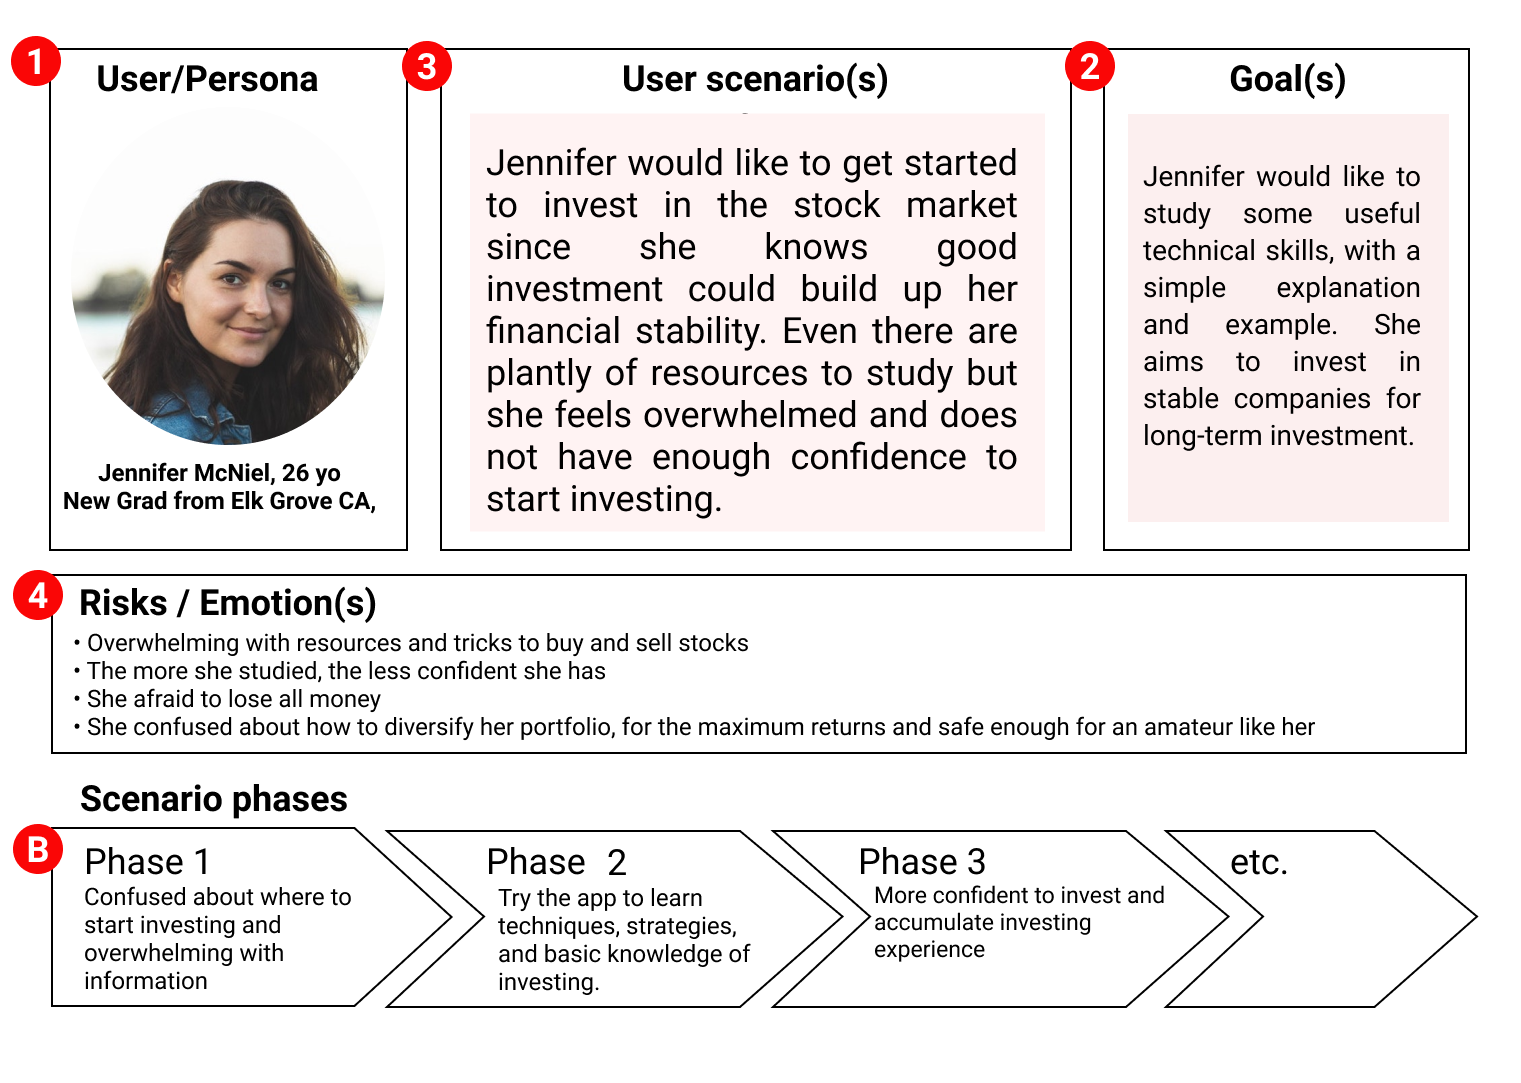 1
User/Persona
Jennifer McNiel, 26 yo
New Grad from Elk Grove CA,
3
User scenario(s)
Jennifer would like to get started
to invest in the stock market
since she knows good
investment could build up her
financial stability. Even there are
plantly of resources to study but
she feels overwhelmed and does
not have enough confidence to
start investing.
2
Goal(s)
Jennifer would like to
study some useful
technical skills, with a
simple explanation
and example. She
aims to invest in
stable companies for
long-term investment.
4
Risks / Emotion(s)
• Overwhelming with resources and tricks to buy and sell stocks
• The more she studied, the less confident she has
• She afraid to lose all money
• She confused about how to diversify her portfolio, for the maximum returns and safe enough for an amateur like her
Scenario phases
B
Phase 1
Confused about where to
start investing and
overwhelming with
information
Phase 2
Try the app to learn
techniques, strategies,
and basic knowledge of
investing.
Phase 3
More confident to invest and
accumulate investing
experience
etc.